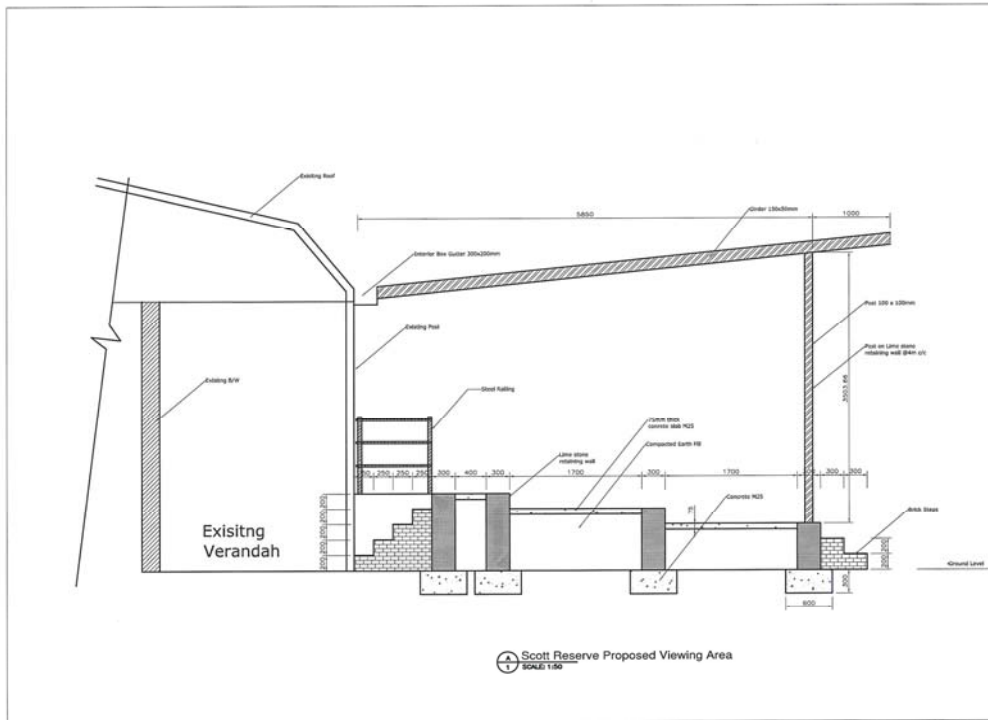 Existing Roof
5850
Girder 150x50mm
1000
Interior Box Gutter 300x200mm
Existing Post
Post 100 x 100mm
Post on Lime stone
retaining wall @4m c/c
Existing B/W
Steel Railing
3503.66
75mm thick
concrete slab M25
Compacted Earth Fill
Lime stone
retaining wall
250 250 250 300 400 300 1700 300 1700 300 300
Concrete M25
75
Brick Steps
200
200
200
200
200
Exisitng
Verandah
200
200
Ground Level
300
600
A
1
Scott Reserve Proposed Viewing Area
SCALE: 1:50